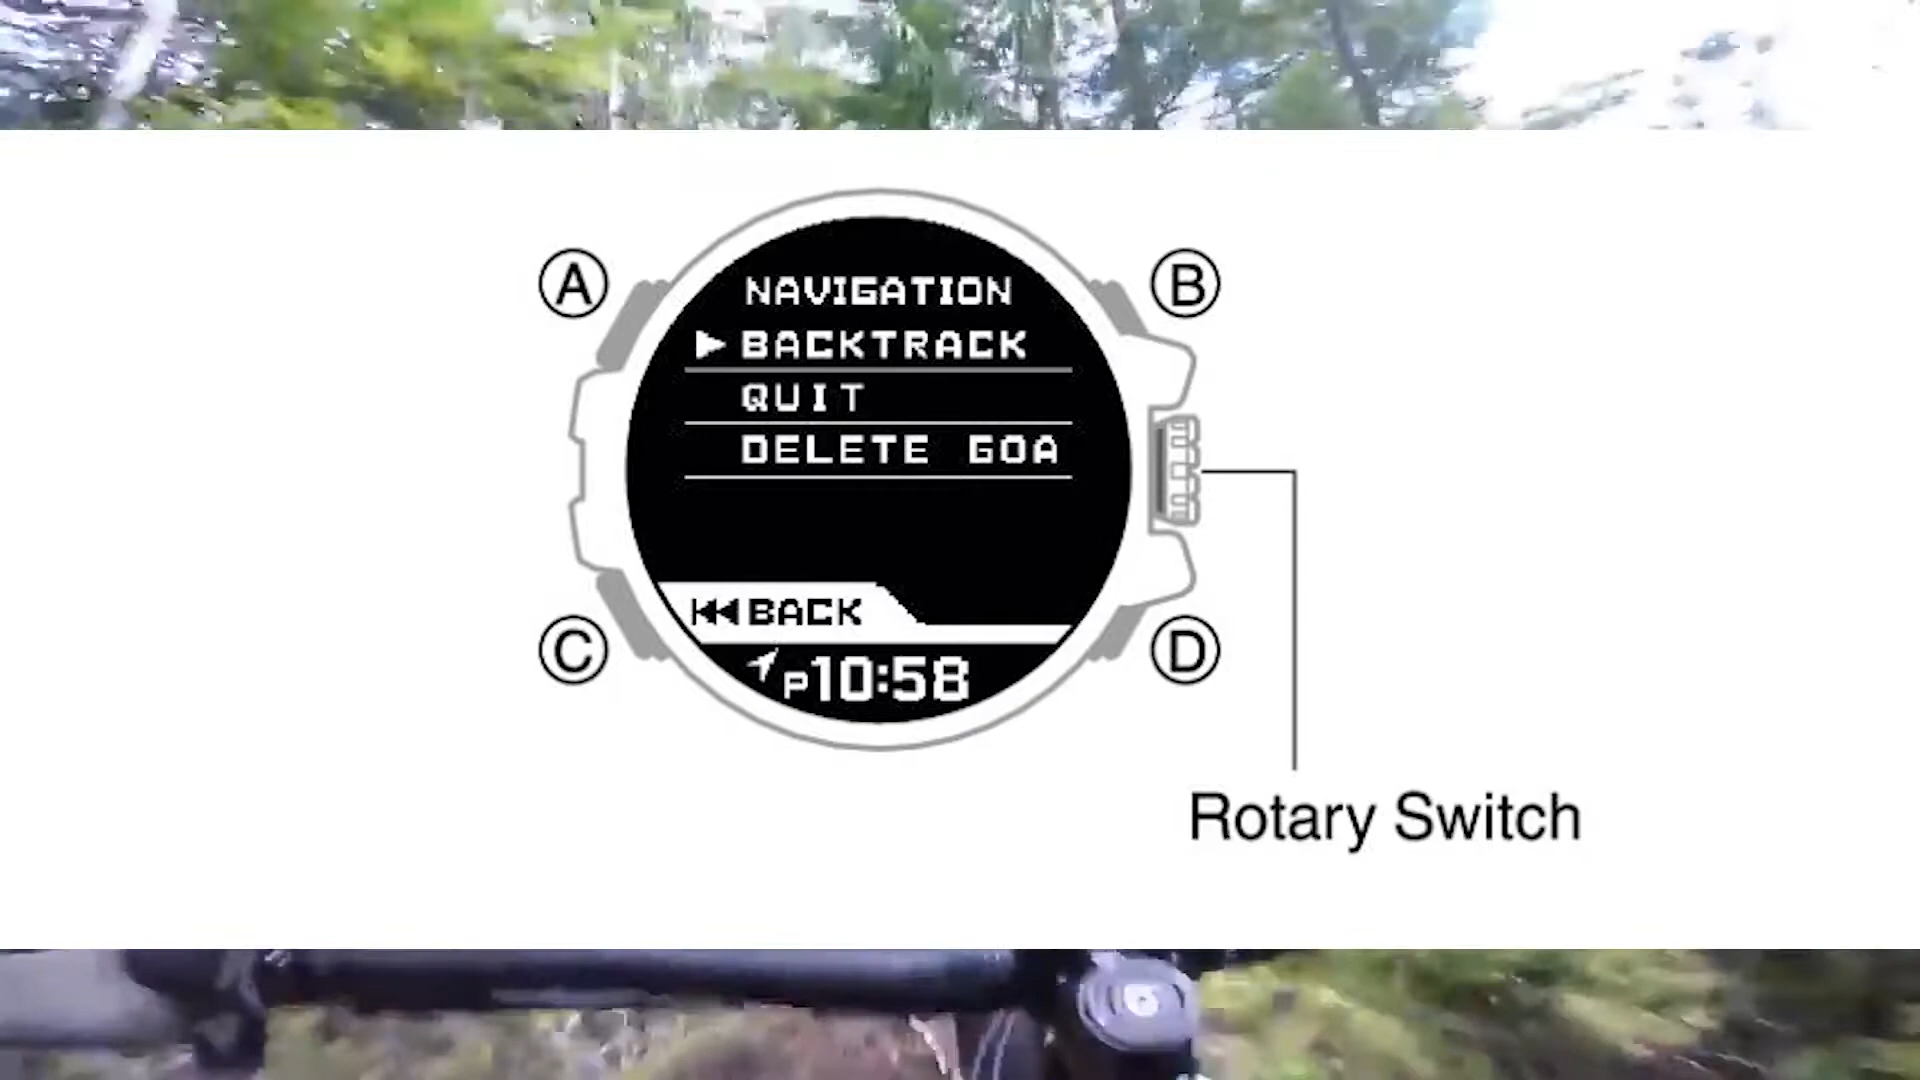 A
B
NAVIGATION
BACKTRACK
QUIT
DELETE GOA
BACK
C
D
P10:58
Rotary Switch